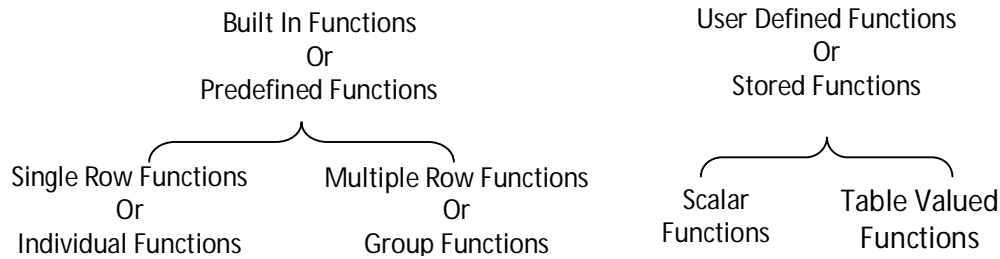 Built In Functions
Or
Predefined Functions
User Defined Functions
Or
Stored Functions
Single Row Functions
Or
Individual Functions
Multiple Row Functions
Or
Group Functions
Scalar
Functions
Table Valued
Functions